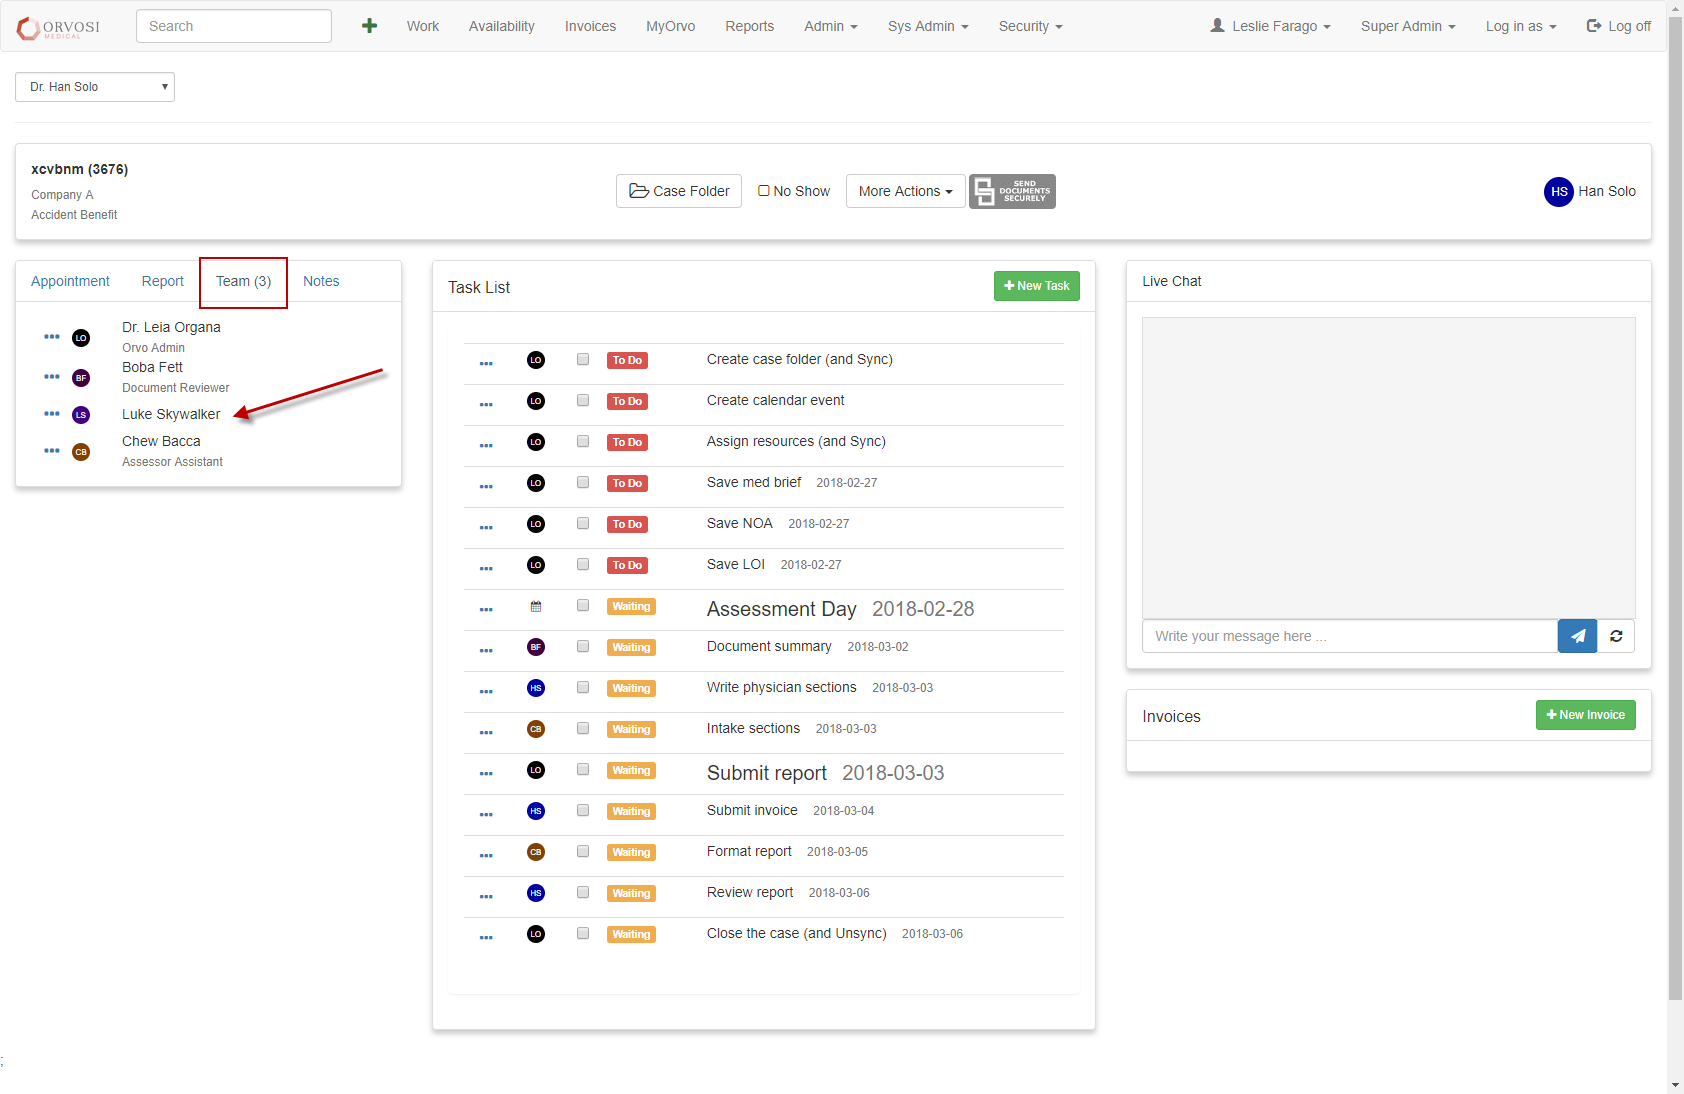 ORVOSI
MEDICAL
Search
Work
Availability
Invoices
MyOrvo
Reports
Admin
Sys Admin
Security
Leslie Farago
Super Admin
Log in as
Log off
Dr. Han Solo
xcvbnm (3676)
Company A
Accident Benefit
Case Folder
No Show
More Actions
SEND
DOCUMENTS
SECURELY
HS Han Solo
Appointment
Report
Team (3)
Notes
LO Dr. Leia Organa
Orvo Admin
BF Boba Fett
Document Reviewer
LS Luke Skywalker
CB Chew Bacca
Assessor Assistant
Task List
New Task
LO To Do Create case folder (and Sync)
LO To Do Create calendar event
LO To Do Assign resources (and Sync)
LO To Do Save med brief 2018-02-27
LO To Do Save NOA 2018-02-27
LO To Do Save LOI 2018-02-27
Waiting Assessment Day 2018-02-28
BF Waiting Document summary 2018-03-02
HS Waiting Write physician sections 2018-03-03
CB Waiting Intake sections 2018-03-03
LO Waiting Submit report 2018-03-03
HS Waiting Submit invoice 2018-03-04
CB Waiting Format report 2018-03-05
HS Waiting Review report 2018-03-06
LO Waiting Close the case (and Unsync) 2018-03-06
Live Chat
Write your message here ...
Invoices
New Invoice
;